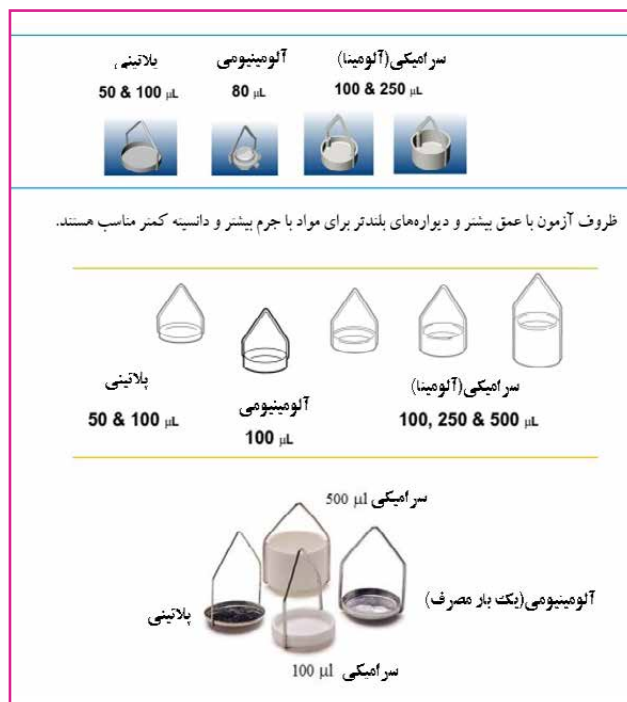 سرامیکی(آلومینا)
100 & 250 µL
آلومینیومی
80 µL
پلاتینی
50 & 100 µL
ظروف آزمون با عمق بیشتر و دیواره‌های بلندتر برای مواد با جرم بیشتر و دانسیته کمتر مناسب هستند.
سرامیکی(آلومینا)
100, 250 & 500 µL
آلومینیومی
100 µL
پلاتینی
50 & 100 µL
سرامیکی 500 µl
آلومینیومی(یک بار مصرف)
پلاتینی
سرامیکی 100 µl